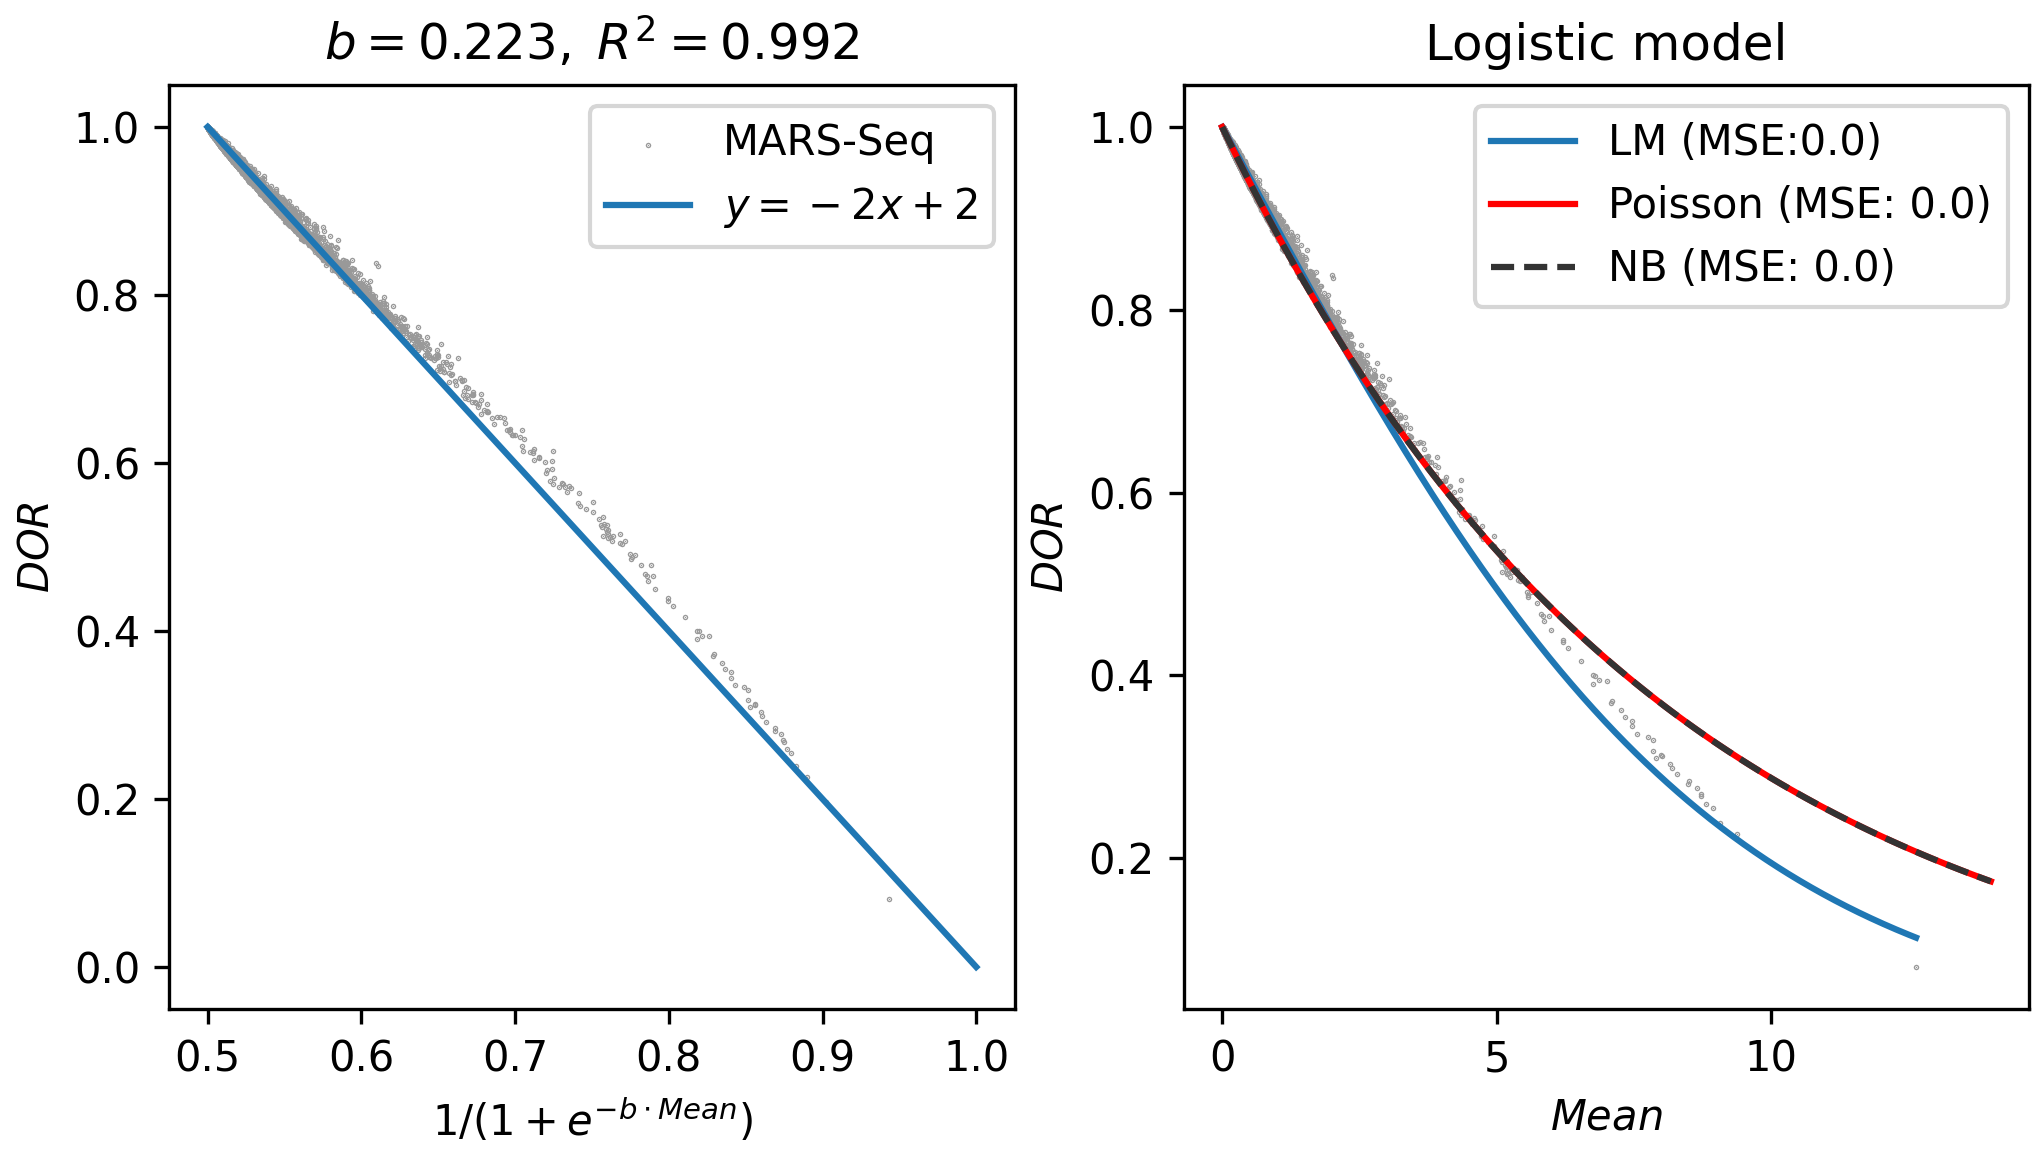 b = 0.223, R² = 0.992
MARS-Seq
y = −2x + 2
DOR
1.0
0.8
0.6
0.4
0.2
0.0
0.5 0.6 0.7 0.8 0.9 1.0
1/(1 + e^{−b · Mean})
Logistic model
LM (MSE:0.0)
Poisson (MSE: 0.0)
NB (MSE: 0.0)
DOR
1.0
0.8
0.6
0.4
0.2
0 5 10
Mean